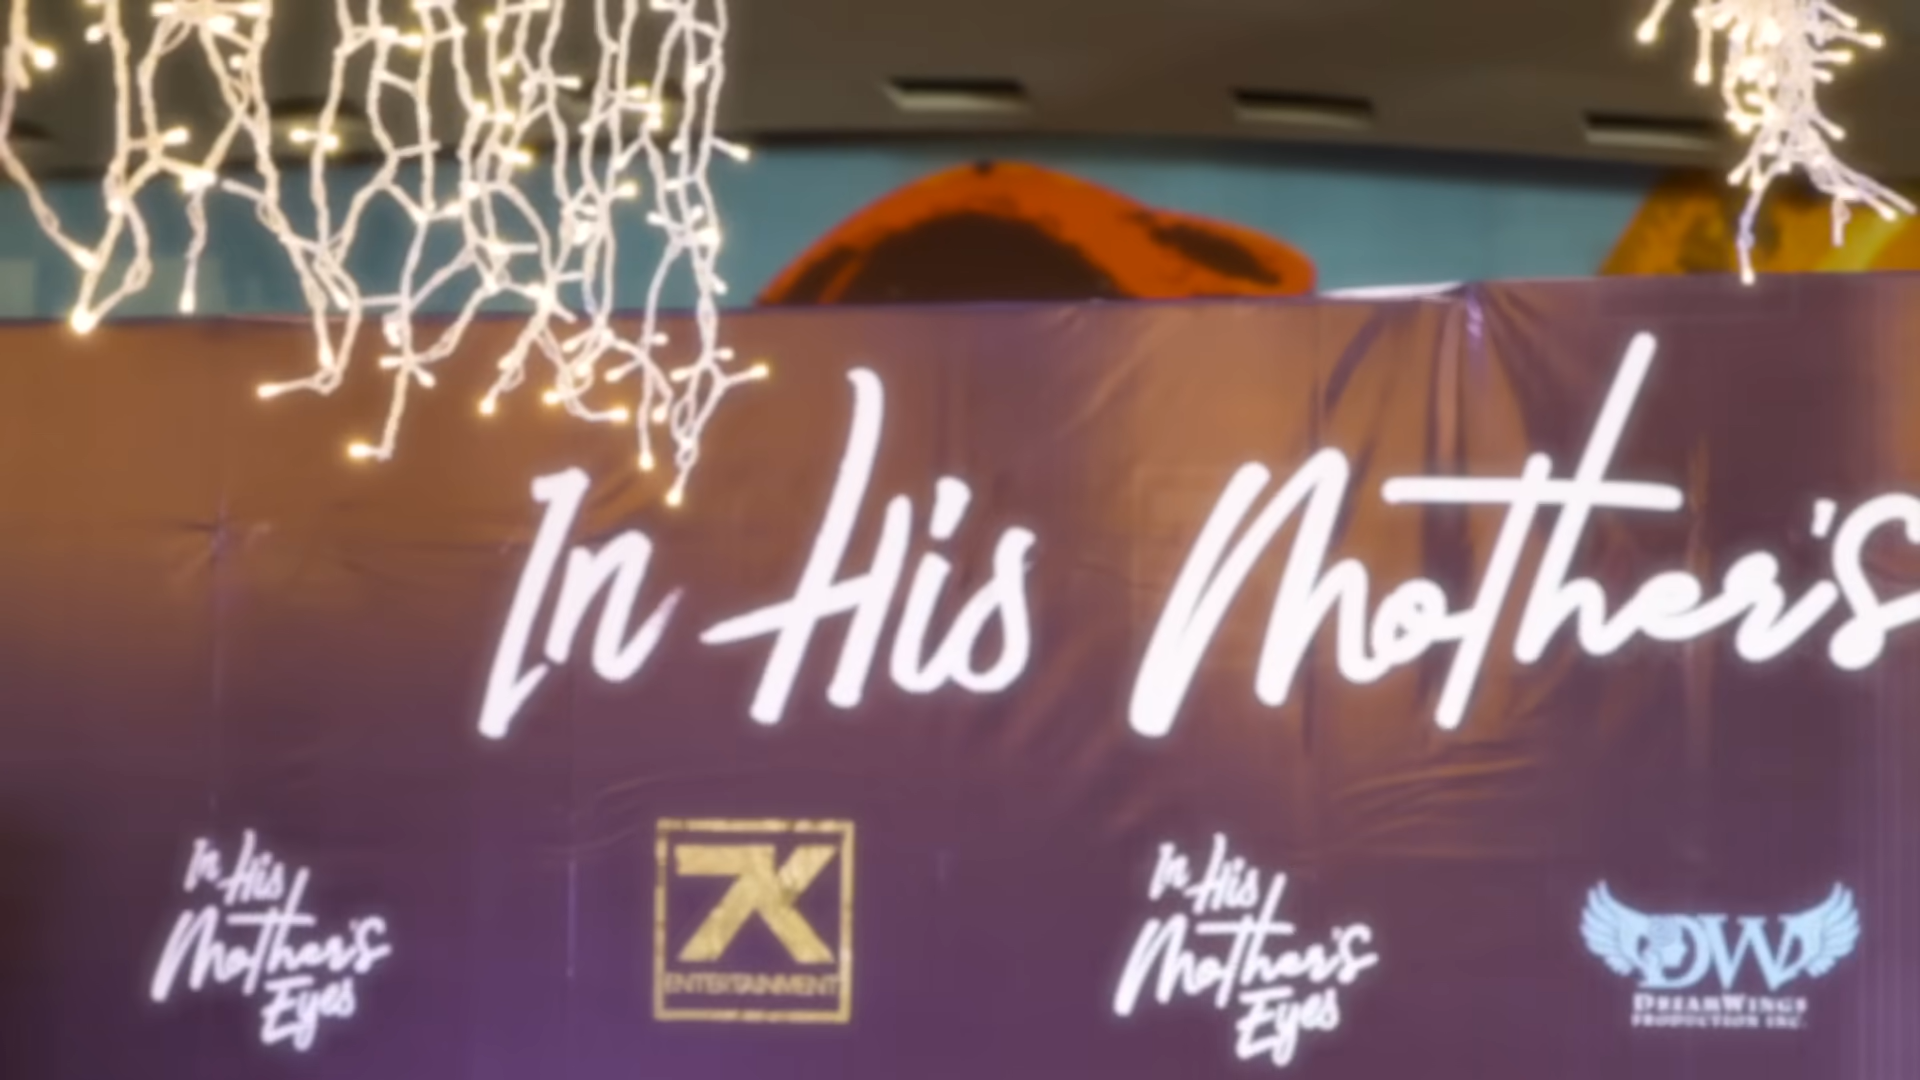 In His Mother's
In His
Mother's
Eyes
7K
ENTERTAINMENT
In His
Mother's
Eyes
DW
DREAMWINGS
PRODUCTION INC.